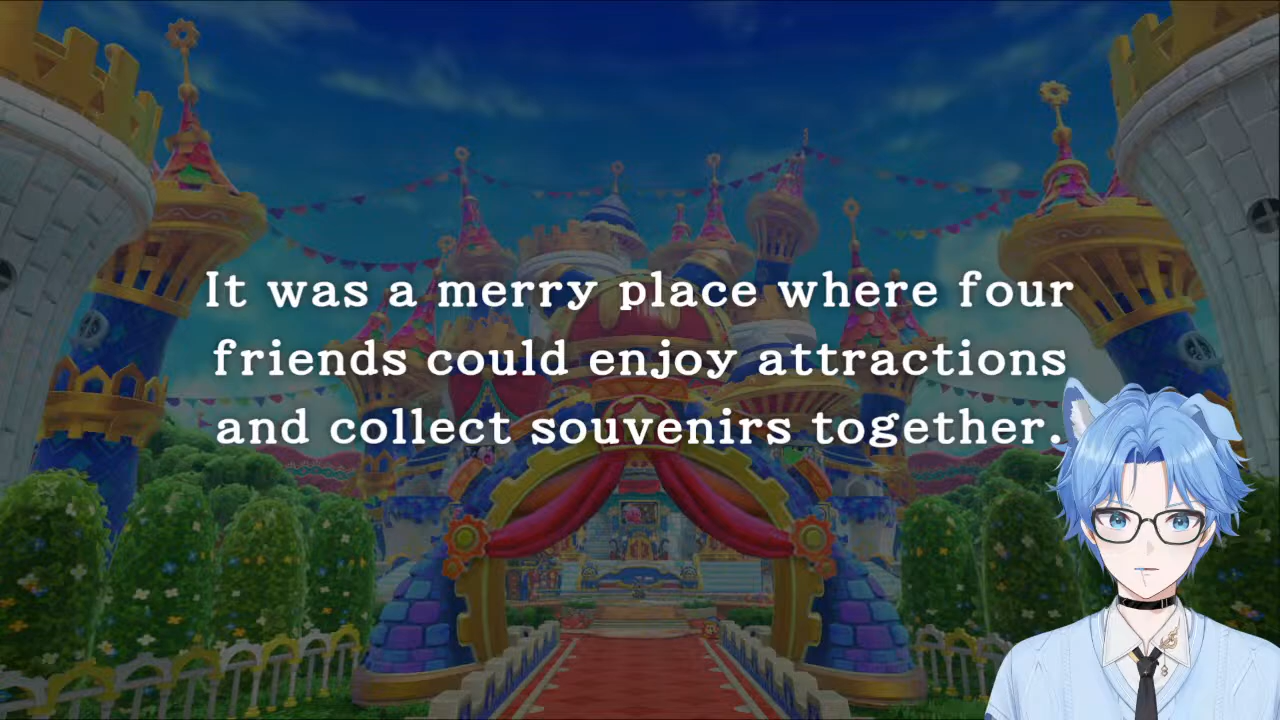 It was a merry place where four
friends could enjoy attractions
and collect souvenirs together.